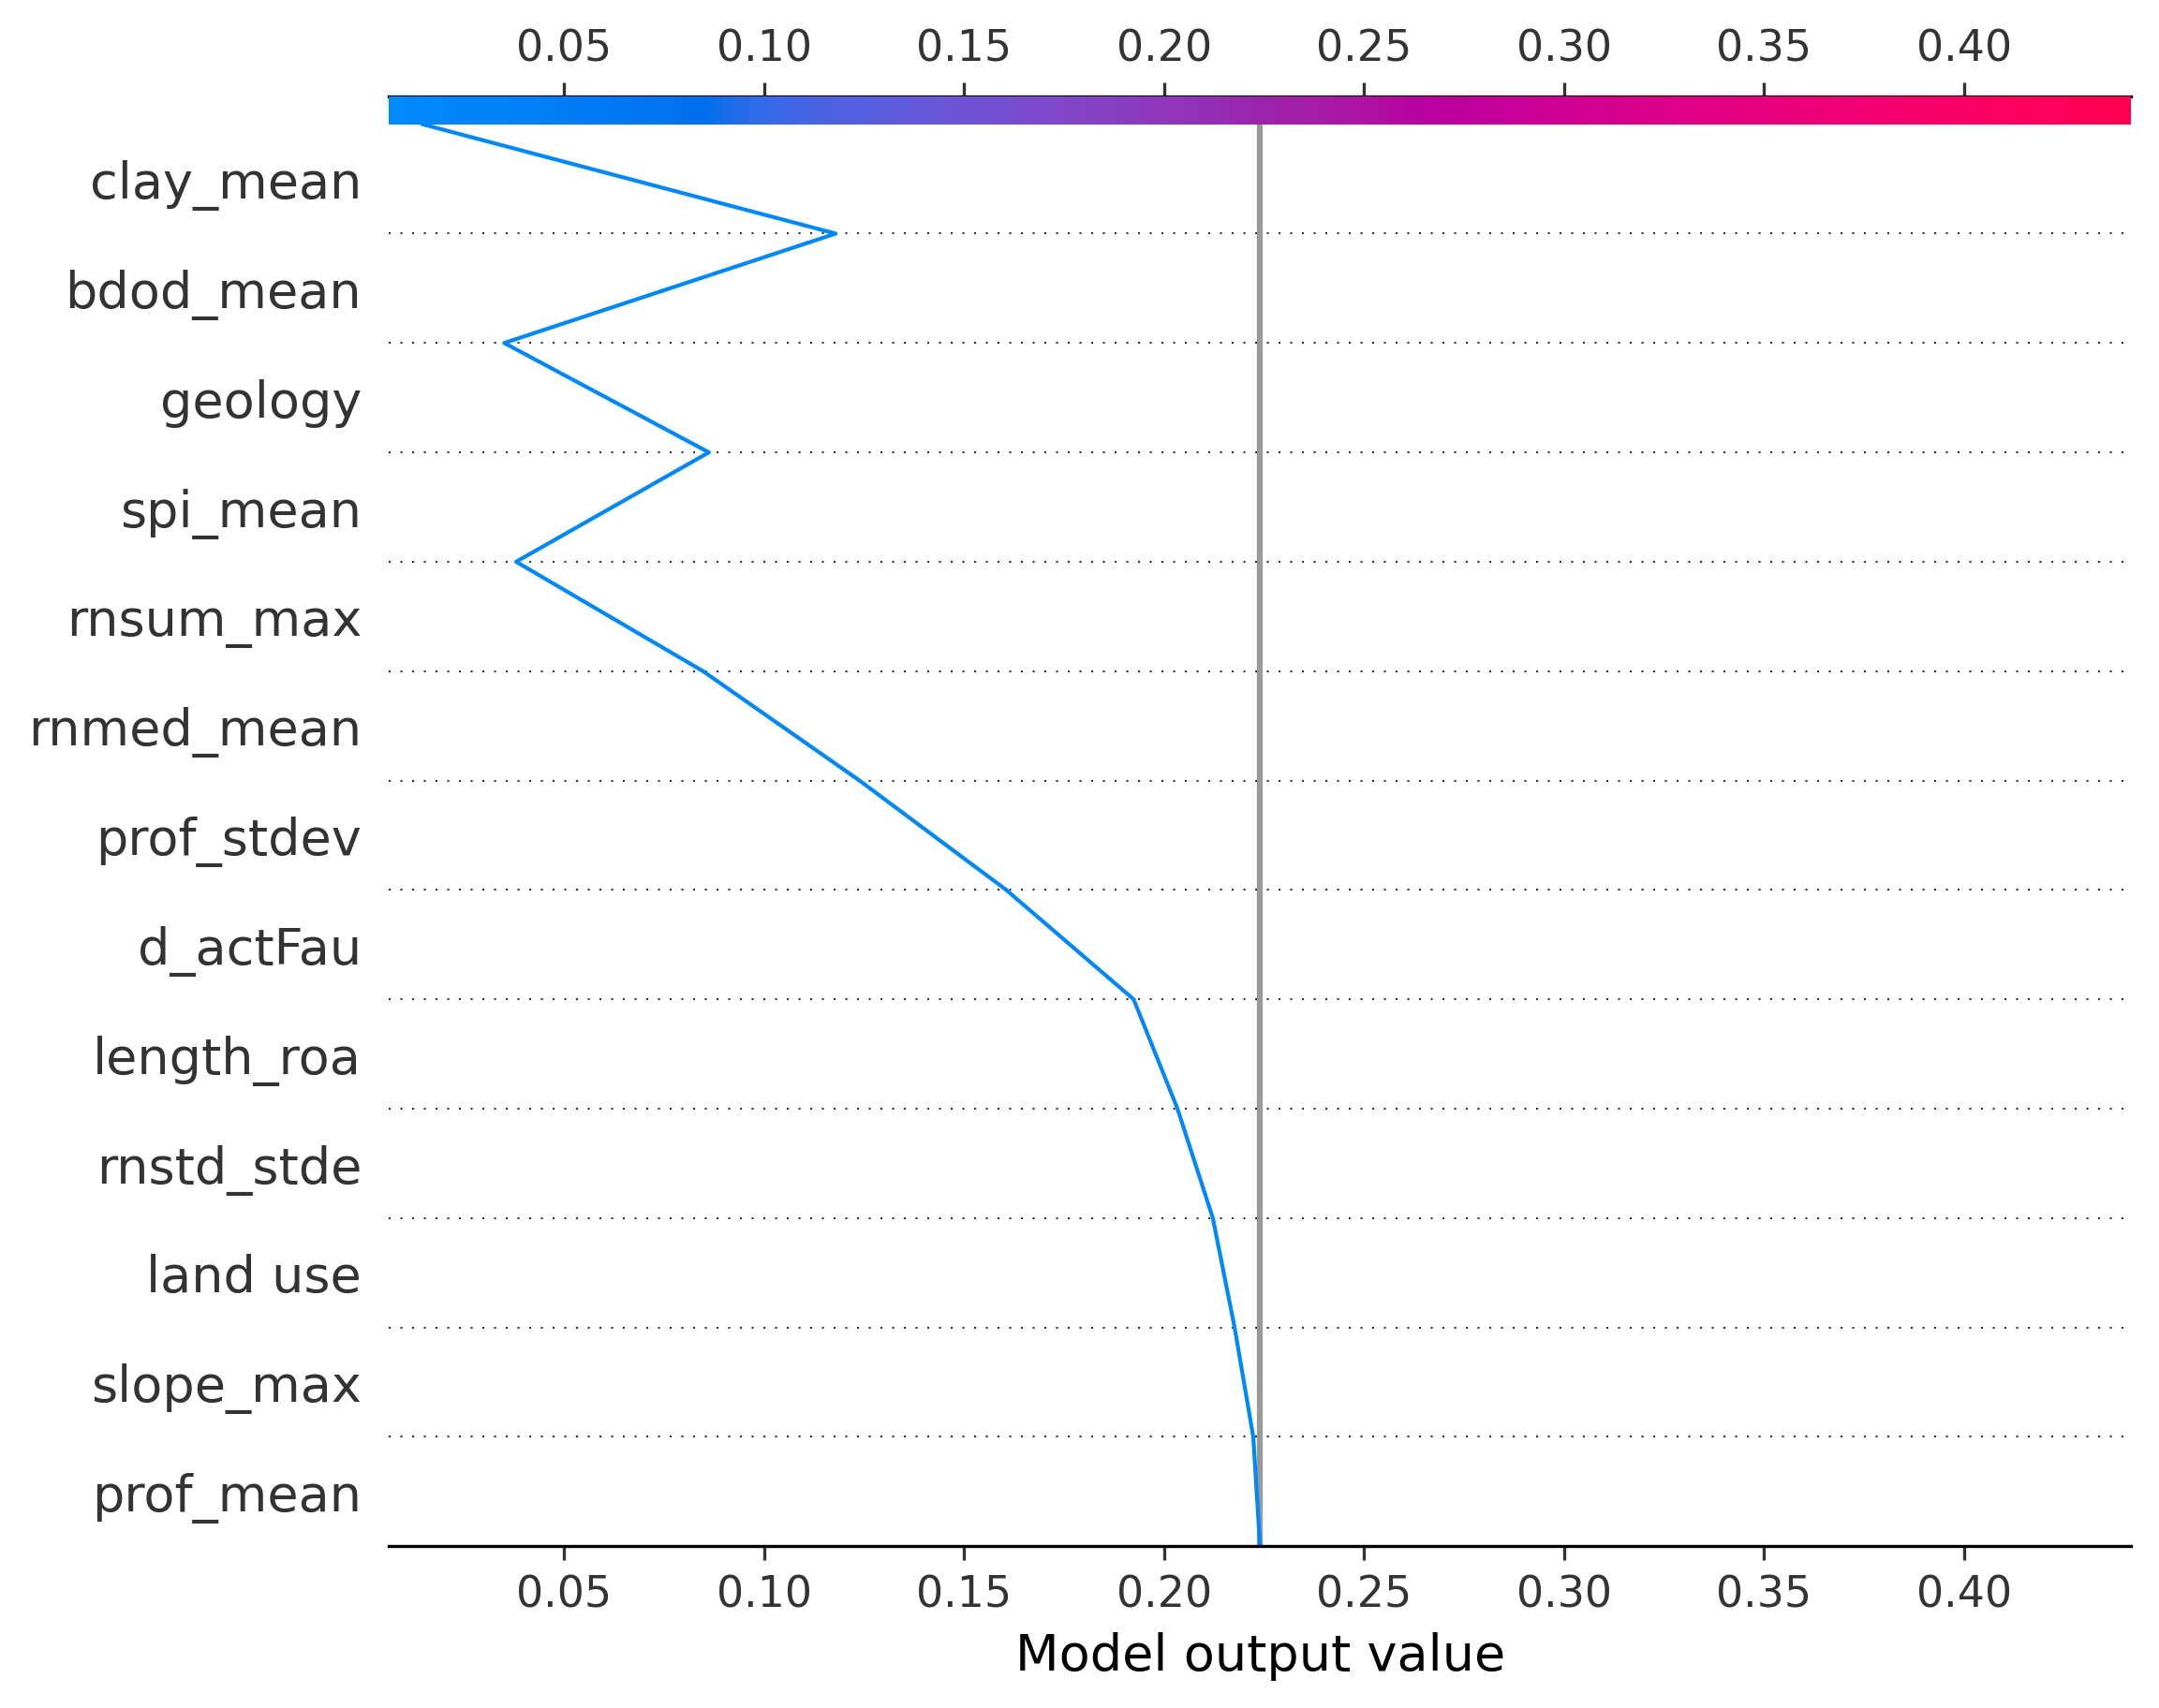 0.05 0.10 0.15 0.20 0.25 0.30 0.35 0.40
clay_mean
bdod_mean
geology
spi_mean
rnsum_max
rnmed_mean
prof_stdev
d_actFau
length_roa
rnstd_stde
land use
slope_max
prof_mean
0.05 0.10 0.15 0.20 0.25 0.30 0.35 0.40
Model output value